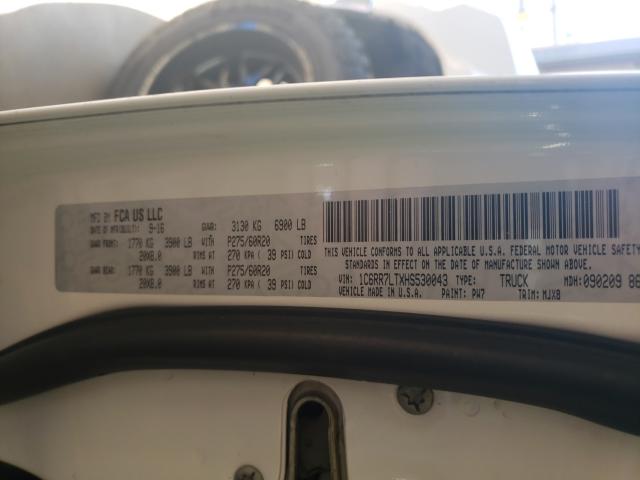 MFD BY FCA US LLC
DATE OF MFR(BUILT): 9-16 GVWR: 3130 KG 6900 LB
GAWR FRONT: 1770 KG 3900 LB WITH P275/60R20 TIRES
20X8.0 RIMS AT 270 KPA ( 39 PSI) COLD
GAWR REAR: 1770 KG 3900 LB WITH P275/60R20 TIRES
20X8.0 RIMS AT 270 KPA ( 39 PSI) COLD
THIS VEHICLE CONFORMS TO ALL APPLICABLE U.S.A. FEDERAL MOTOR VEHICLE SAFETY
STANDARDS IN EFFECT ON THE DATE OF MANUFACTURE SHOWN ABOVE.
VIN: 1C6RR7LTXHS530043 TYPE: TRUCK MDH: 090209 86
VEHICLE MADE IN U.S.A. PAINT: PW7 TRIM: MJX8